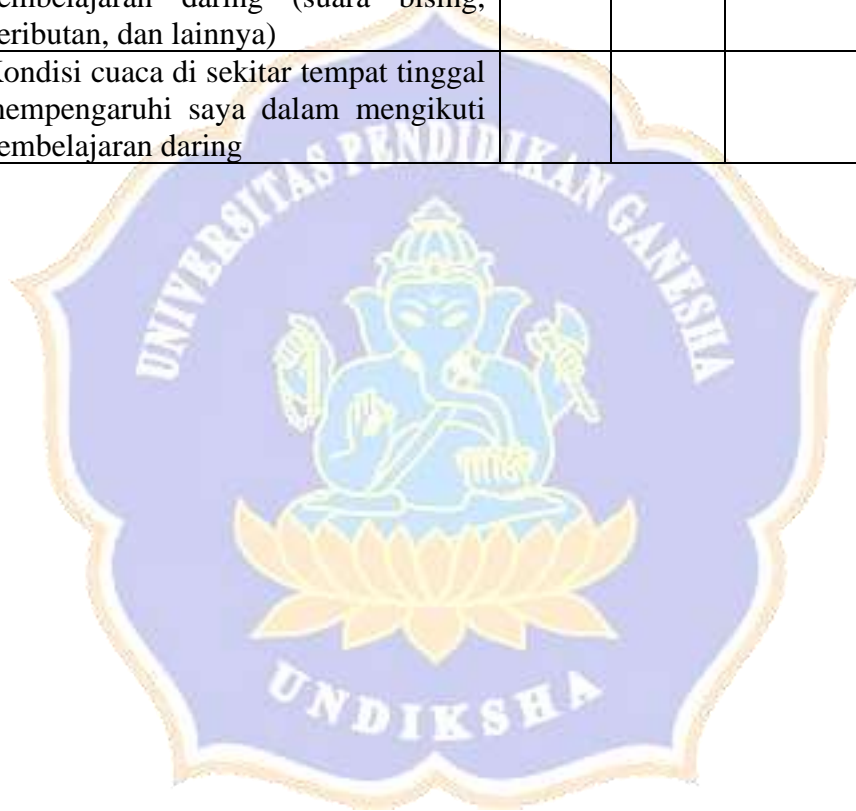 embelajaran daring (suara bising,
eributan, dan lainnya)
Kondisi cuaca di sekitar tempat tinggal
mempengaruhi saya dalam mengikuti
embelajaran daring
UNIVERSITAS PENDIDIKAN GANESHA
UNDIKSHA